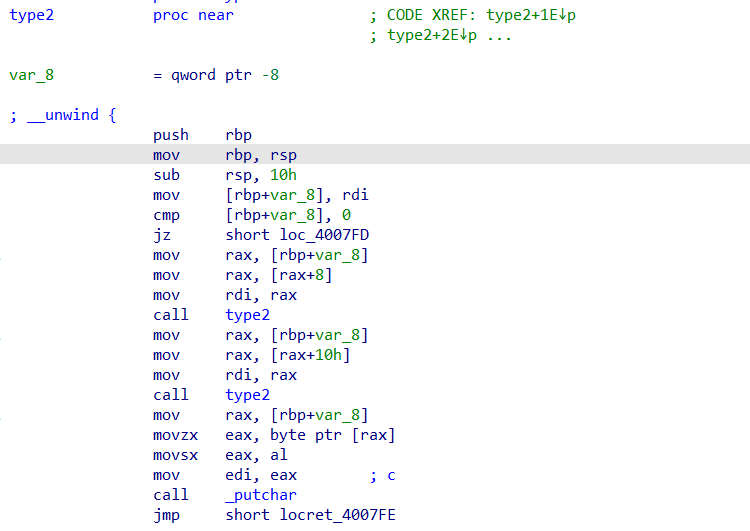 type2 proc near ; CODE XREF: type2+1E↓p
; type2+2E↓p ...
var_8 = qword ptr -8
; __unwind {
push rbp
mov rbp, rsp
sub rsp, 10h
mov [rbp+var_8], rdi
cmp [rbp+var_8], 0
jz short loc_4007FD
mov rax, [rbp+var_8]
mov rax, [rax+8]
mov rdi, rax
call type2
mov rax, [rbp+var_8]
mov rax, [rax+10h]
mov rdi, rax
call type2
mov rax, [rbp+var_8]
movzx eax, byte ptr [rax]
movsx eax, al
mov edi, eax ; c
call _putchar
jmp short locret_4007FE